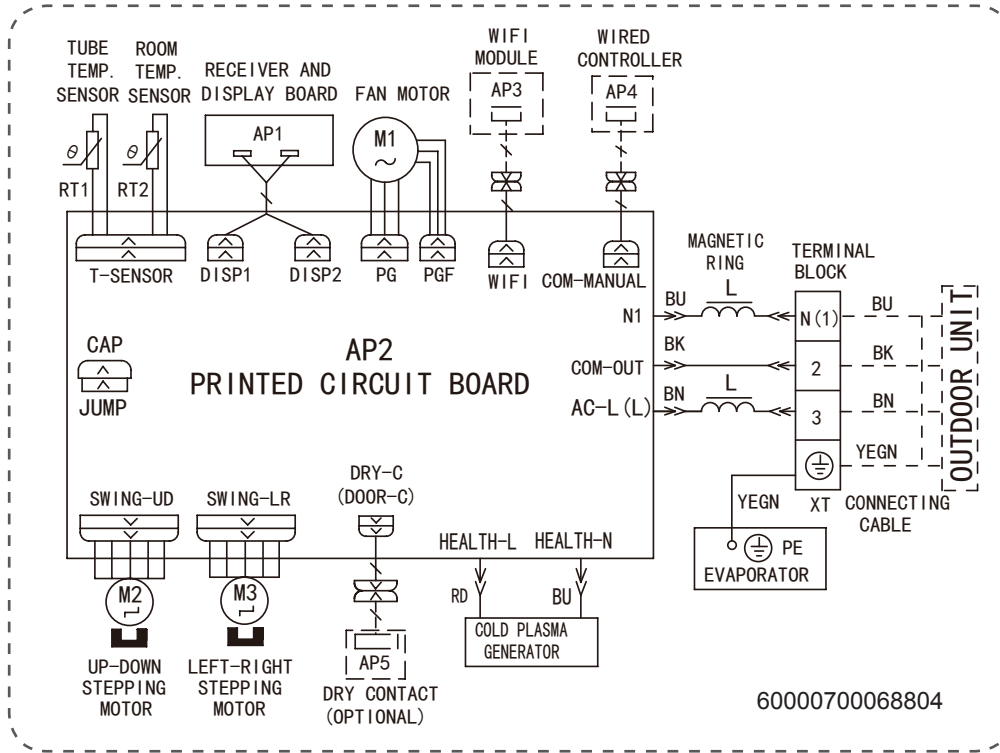 TUBE
TEMP.
SENSOR
ROOM
TEMP.
SENSOR
RECEIVER AND
DISPLAY BOARD
FAN MOTOR
WIFI
MODULE
WIRED
CONTROLLER
AP1
M1
AP3
AP4
θ
RT1
θ
RT2
T-SENSOR
DISP1
DISP2
PG
PGF
WIFI
COM-MANUAL
MAGNETIC
RING
TERMINAL
BLOCK
N1
BU
L
N(1)
BU
COM-OUT
BK
2
BK
AC-L(L)
BN
L
3
BN
YEGN
OUTDOOR UNIT
CAP
JUMP
AP2
PRINTED CIRCUIT BOARD
YEGN
XT
CONNECTING
CABLE
PE
EVAPORATOR
SWING-UD
SWING-LR
DRY-C
(DOOR-C)
HEALTH-L
HEALTH-N
M2
M3
RD
BU
UP-DOWN
STEPPING
MOTOR
LEFT-RIGHT
STEPPING
MOTOR
AP5
DRY CONTACT
(OPTIONAL)
COLD PLASMA
GENERATOR
60000700068804